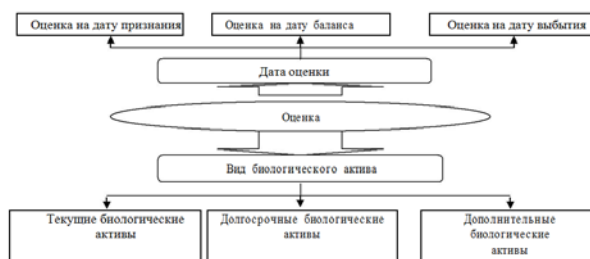 Оценка на дату признания
Оценка на дату баланса
Оценка на дату выбытия
Дата оценки
Оценка
Вид биологического актива
Текущие биологические
активы
Долгосрочные биологические
активы
Дополнительные
биологические
активы